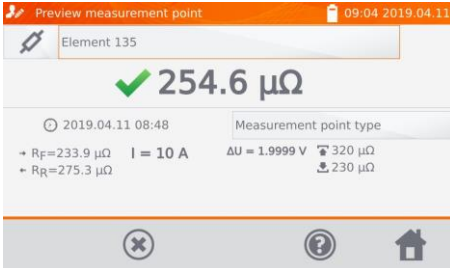 Preview measurement point
09:04 2019.04.11
Element 135
254.6 µΩ
2019.04.11 08:48
Measurement point type
RF=233.9 µΩ I = 10 A ΔU = 1.9999 V 320 µΩ
RR=275.3 µΩ 230 µΩ